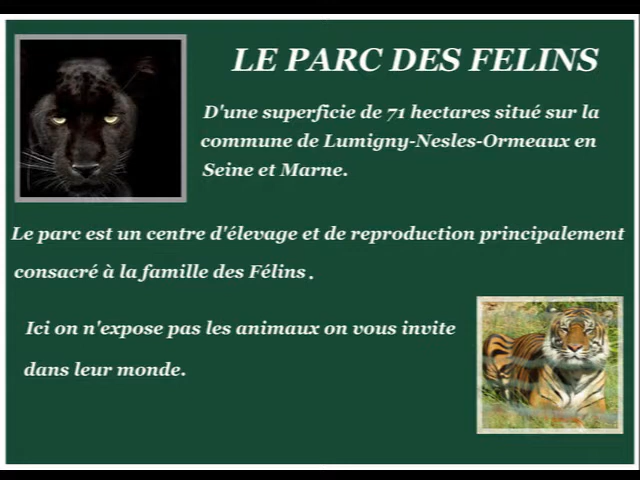 LE PARC DES FELINS
D'une superficie de 71 hectares situé sur la
commune de Lumigny-Nesles-Ormeaux en
Seine et Marne.
Le parc est un centre d'élevage et de reproduction principalement
consacré à la famille des Félins.
Ici on n'expose pas les animaux on vous invite
dans leur monde.